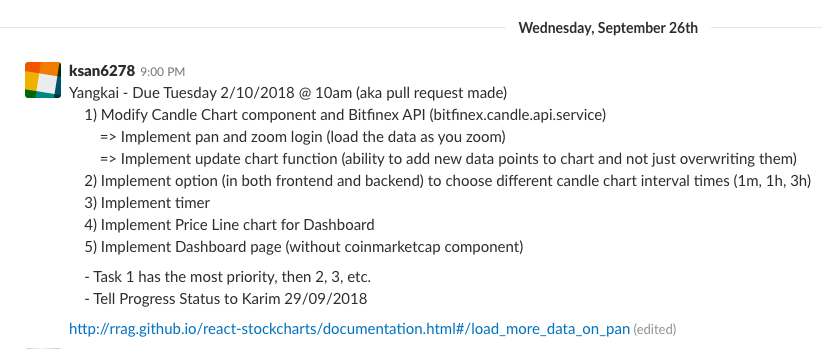 Wednesday, September 26th
ksan6278 9:00 PM
Yangkai - Due Tuesday 2/10/2018 @ 10am (aka pull request made)
1) Modify Candle Chart component and Bitfinex API (bitfinex.candle.api.service)
=> Implement pan and zoom login (load the data as you zoom)
=> Implement update chart function (ability to add new data points to chart and not just overwriting them)
2) Implement option (in both frontend and backend) to choose different candle chart interval times (1m, 1h, 3h)
3) Implement timer
4) Implement Price Line chart for Dashboard
5) Implement Dashboard page (without coinmarketcap component)
- Task 1 has the most priority, then 2, 3, etc.
- Tell Progress Status to Karim 29/09/2018
http://rrag.github.io/react-stockcharts/documentation.html#/load_more_data_on_pan (edited)